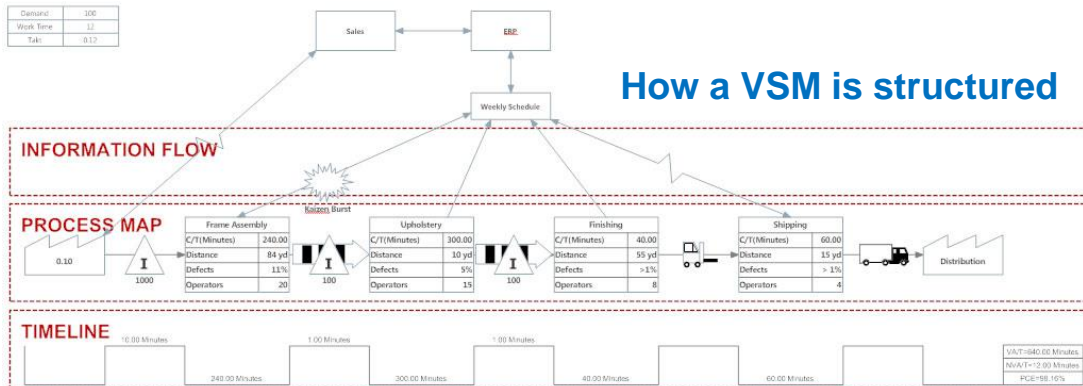 Demand 100
Work Time 12
Takt 0.12
Sales
ERP
How a VSM is structured
Weekly Schedule
INFORMATION FLOW
Kaizen Burst
PROCESS MAP
0.10
I
1000
Frame Assembly
C/T(Minutes) 240.00
Distance 84 yd
Defects 11%
Operators 20
I
100
Upholstery
C/T(Minutes) 300.00
Distance 10 yd
Defects 5%
Operators 15
I
100
Finishing
C/T(Minutes) 40.00
Distance 55 yd
Defects >1%
Operators 8
Shipping
C/T(Minutes) 60.00
Distance 15 yd
Defects > 1%
Operators 4
Distribution
TIMELINE
10.00 Minutes
1.00 Minutes
1.00 Minutes
240.00 Minutes
300.00 Minutes
40.00 Minutes
60.00 Minutes
VA/T=640.00 Minutes
NVA/T=12.00 Minutes
PCE=98.16%